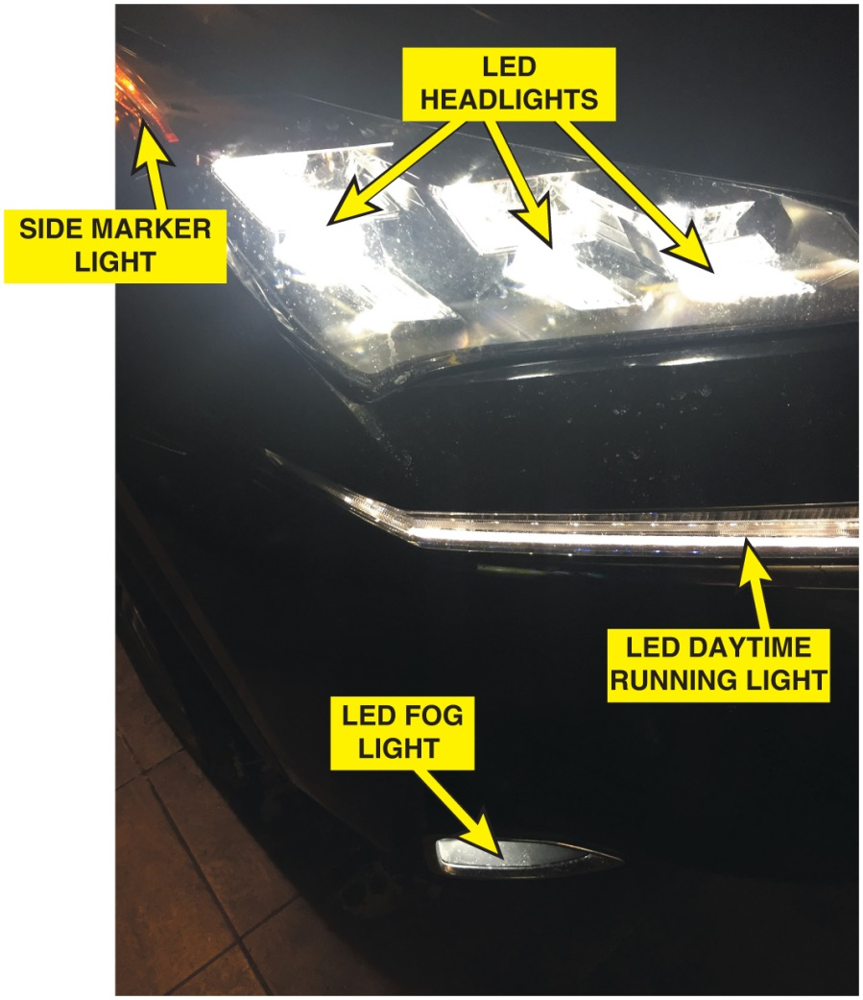 LED
HEADLIGHTS
SIDE MARKER
LIGHT
LED DAYTIME
RUNNING LIGHT
LED FOG
LIGHT